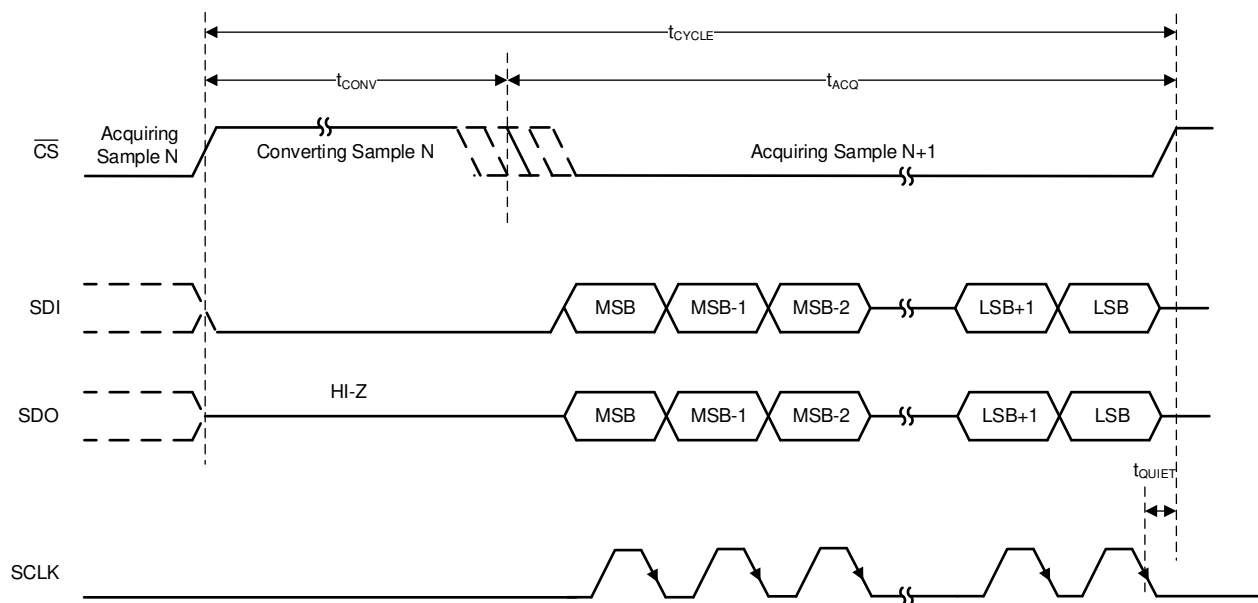 tCYCLE
tCONV
tACQ
CS
Acquiring
Sample N
Converting Sample N
Acquiring Sample N+1
SDI
MSB
MSB-1
MSB-2
LSB+1
LSB
HI-Z
SDO
MSB
MSB-1
MSB-2
LSB+1
LSB
tQUIET
SCLK